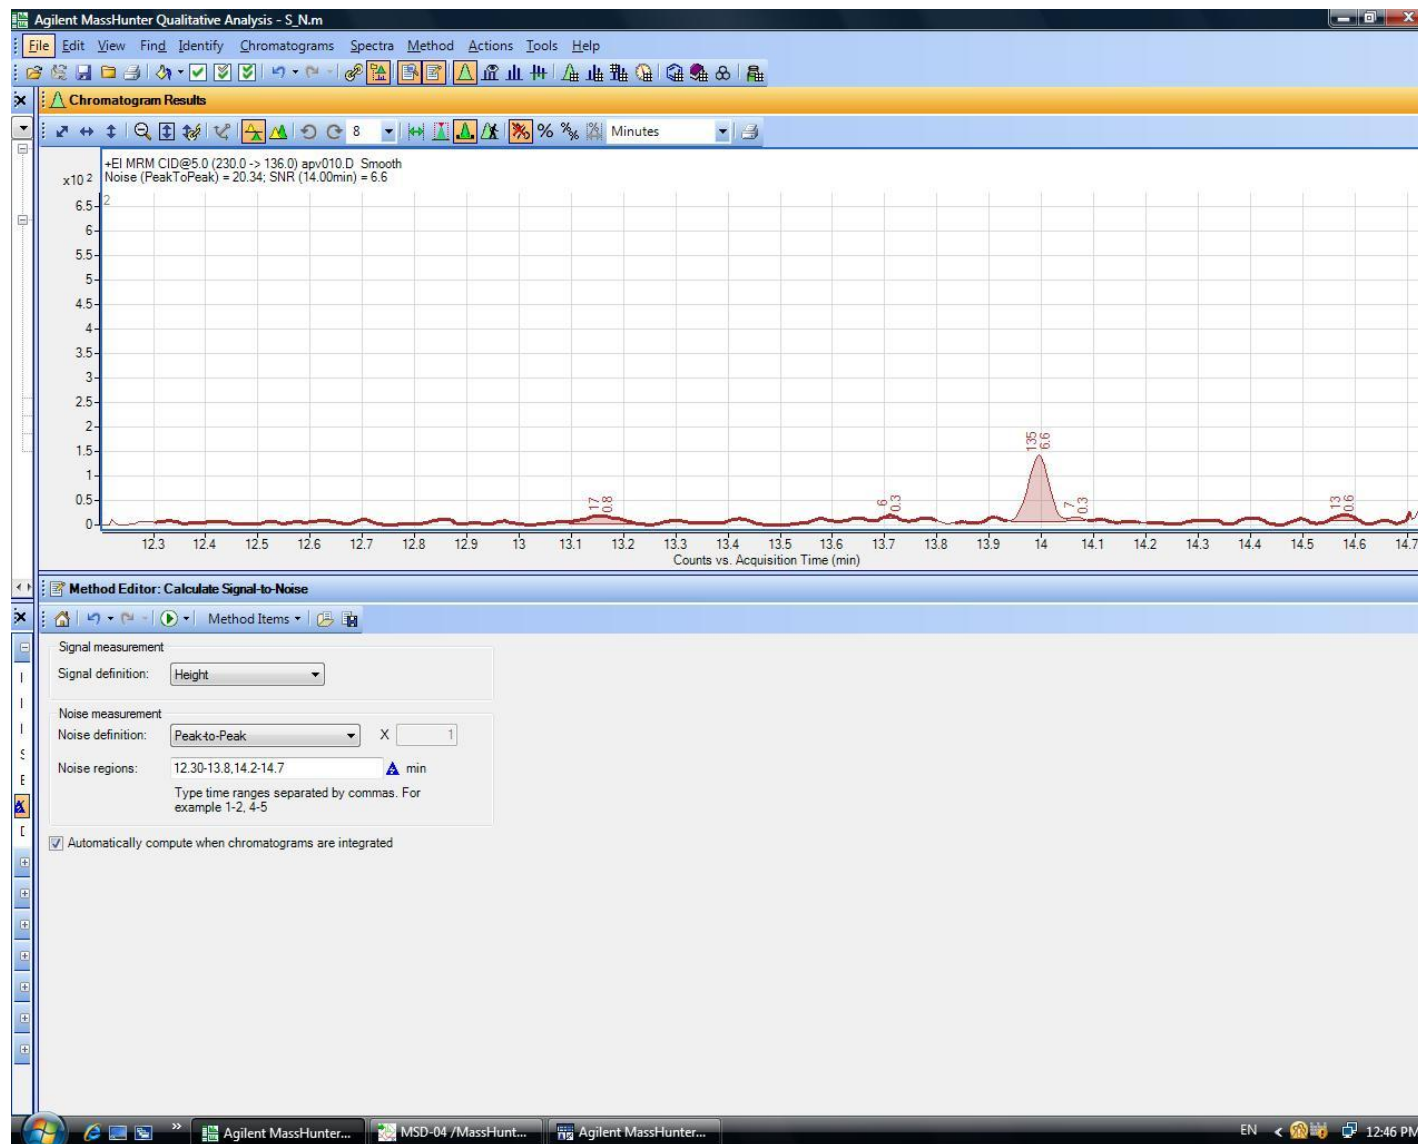 Agilent MassHunter Qualitative Analysis - S_N.m
File Edit View Find Identify Chromatograms Spectra Method Actions Tools Help
Chromatogram Results
8 % Minutes
+EI MRM CID@5.0 (230.0 -> 136.0) apv010.D Smooth
Noise (PeakToPeak) = 20.34; SNR (14.00min) = 6.6
x10 2
2
6.5
6
5.5
5
4.5
4
3.5
3
2.5
2
1.5
1
0.5
0
17
0.8
6
0.3
135
6.6
7
0.3
13
0.6
12.3 12.4 12.5 12.6 12.7 12.8 12.9 13 13.1 13.2 13.3 13.4 13.5 13.6 13.7 13.8 13.9 14 14.1 14.2 14.3 14.4 14.5 14.6 14.7
Counts vs. Acquisition Time (min)
Method Editor: Calculate Signal-to-Noise
Method Items
Signal measurement
Signal definition: Height
Noise measurement
Noise definition: Peak-to-Peak X 1
Noise regions: 12.30-13.8,14.2-14.7 min
Type time ranges separated by commas. For
example 1-2, 4-5
Automatically compute when chromatograms are integrated
Agilent MassHunter... MSD-04 /MassHunt... Agilent MassHunter... EN 12:46 PM